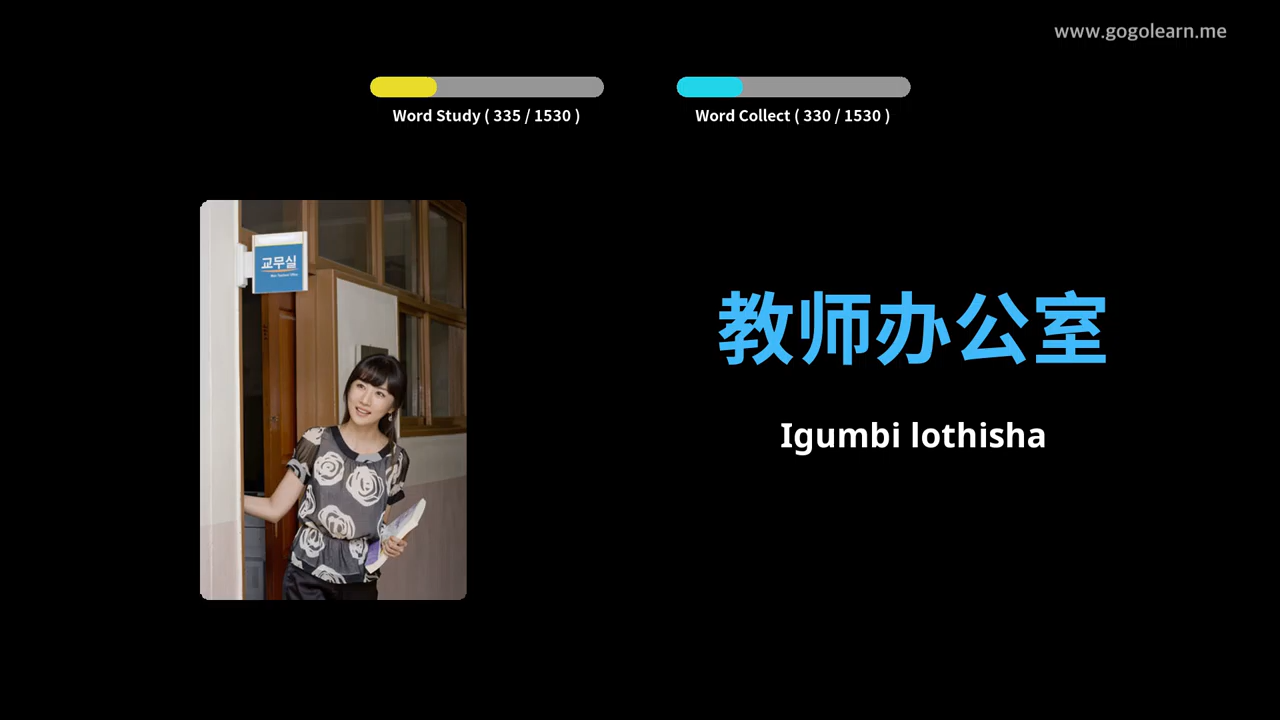 www.gogolearn.me
Word Study ( 335 / 1530 )
Word Collect ( 330 / 1530 )
교무실
教师办公室
Igumbi lothisha